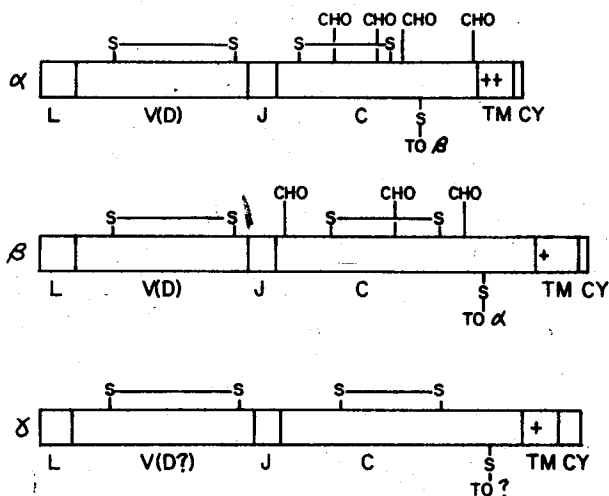 CHO CHO CHO CHO
S S S S
α ++
L V(D) J C S TM CY
TO β
CHO CHO CHO
S S S S
β +
L V(D) J C S TM CY
TO α
S S S S
γ +
L V(D?) J C S TM CY
TO ?